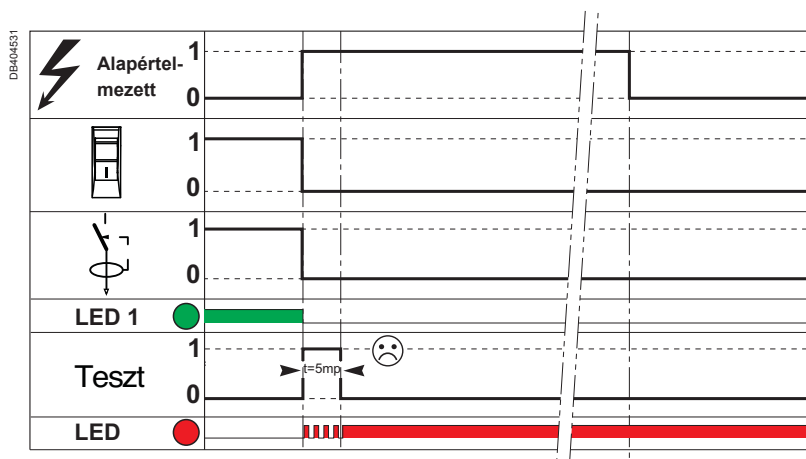 DB404531
Alapértel-
mezett
1
0
1
0
1
0
LED 1
Teszt
1
0
t=5mp
LED